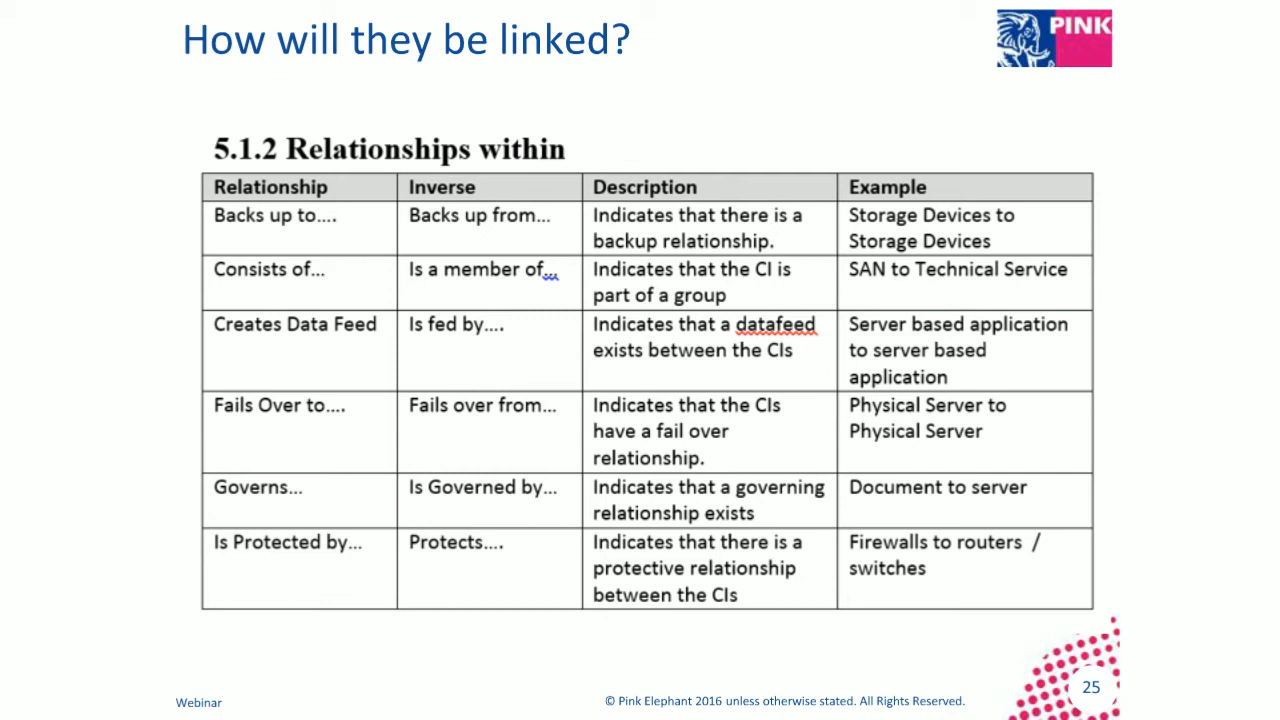 How will they be linked?
PINK
5.1.2 Relationships within
Relationship Inverse Description Example
Backs up to…. Backs up from… Indicates that there is a Storage Devices to
backup relationship. Storage Devices
Consists of… Is a member of… Indicates that the CI is SAN to Technical Service
part of a group
Creates Data Feed Is fed by…. Indicates that a datafeed Server based application
exists between the CIs to server based
application
Fails Over to…. Fails over from… Indicates that the CIs Physical Server to
have a fail over Physical Server
relationship.
Governs… Is Governed by… Indicates that a governing Document to server
relationship exists
Is Protected by… Protects…. Indicates that there is a Firewalls to routers /
protective relationship switches
between the CIs
Webinar
© Pink Elephant 2016 unless otherwise stated. All Rights Reserved.
25